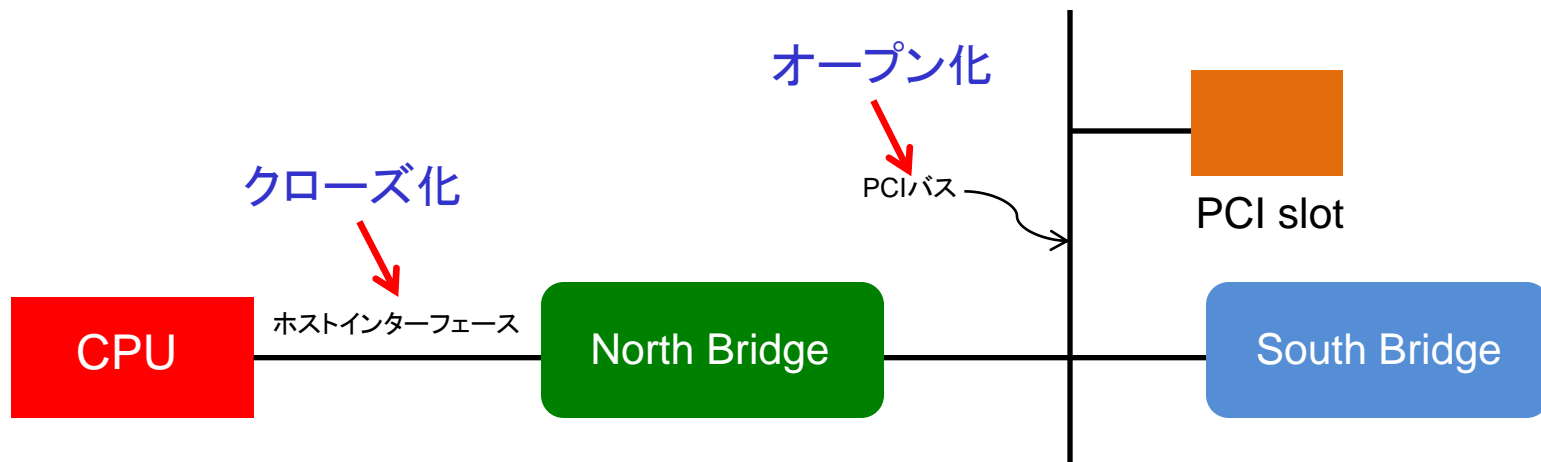 オープン化
クローズ化
PCIバス
PCI slot
ホストインターフェース
CPU
North Bridge
South Bridge